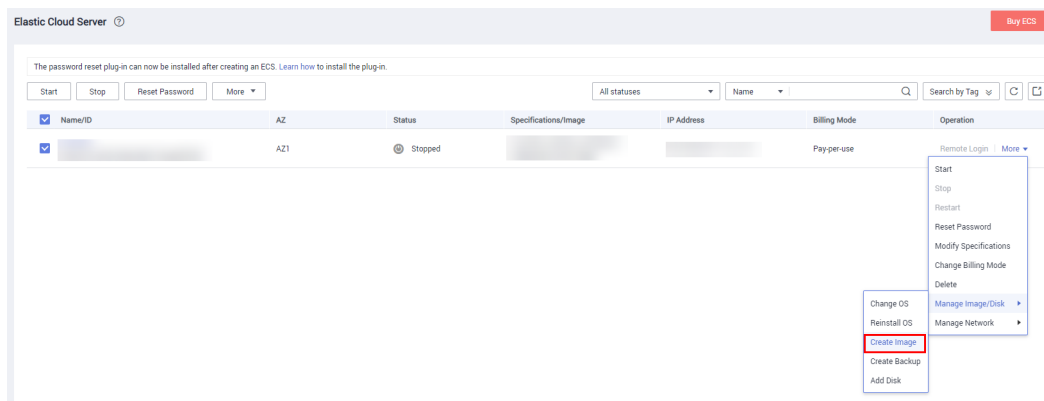 Elastic Cloud Server
Buy ECS
The password reset plug-in can now be installed after creating an ECS. Learn how to install the plug-in.
Start Stop Reset Password More All statuses Name Search by Tag
Name/ID AZ Status Specifications/Image IP Address Billing Mode Operation
AZ1 Stopped Pay-per-use Remote Login More
Start
Stop
Restart
Reset Password
Modify Specifications
Change Billing Mode
Delete
Manage Image/Disk
Manage Network
Change OS
Reinstall OS
Create Image
Create Backup
Add Disk